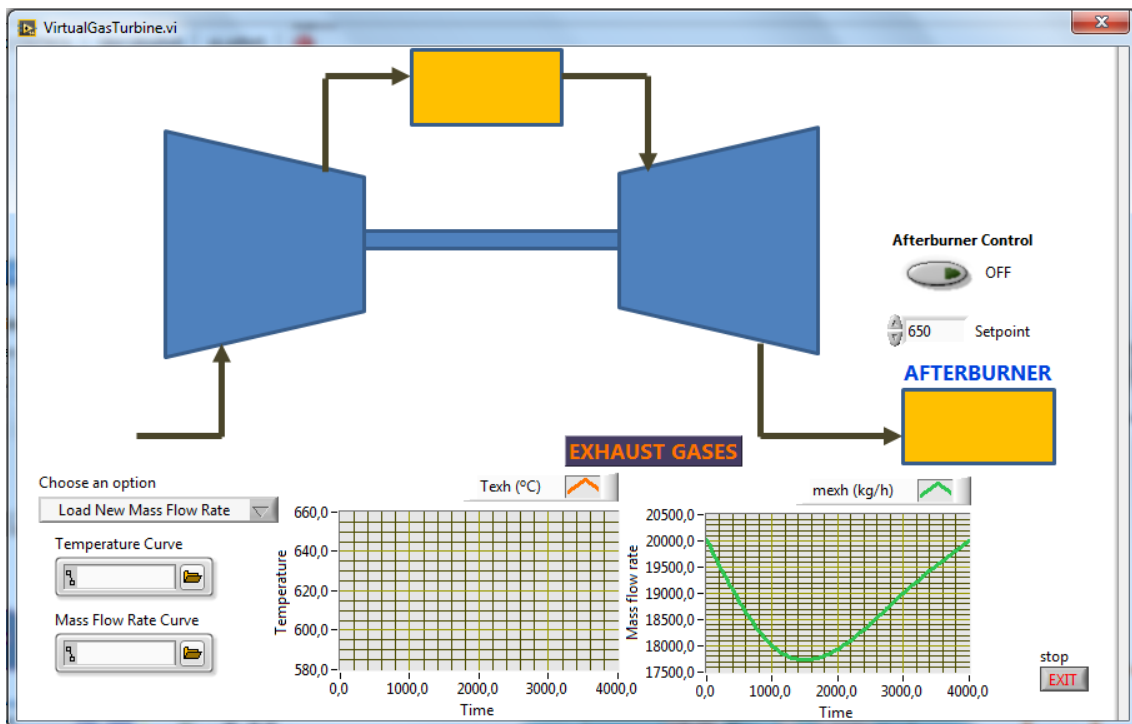 VirtualGasTurbine.vi
Afterburner Control
OFF
650 Setpoint
AFTERBURNER
EXHAUST GASES
Choose an option
Load New Mass Flow Rate
Temperature Curve
Mass Flow Rate Curve
Texh (ºC)
660,0
640,0
620,0
600,0
580,0
Temperature
0,0 1000,0 2000,0 3000,0 4000,0
Time
mexh (kg/h)
20500,0
20000,0
19500,0
19000,0
18500,0
18000,0
17500,0
Mass flow rate
0,0 1000,0 2000,0 3000,0 4000,0
Time
stop
EXIT